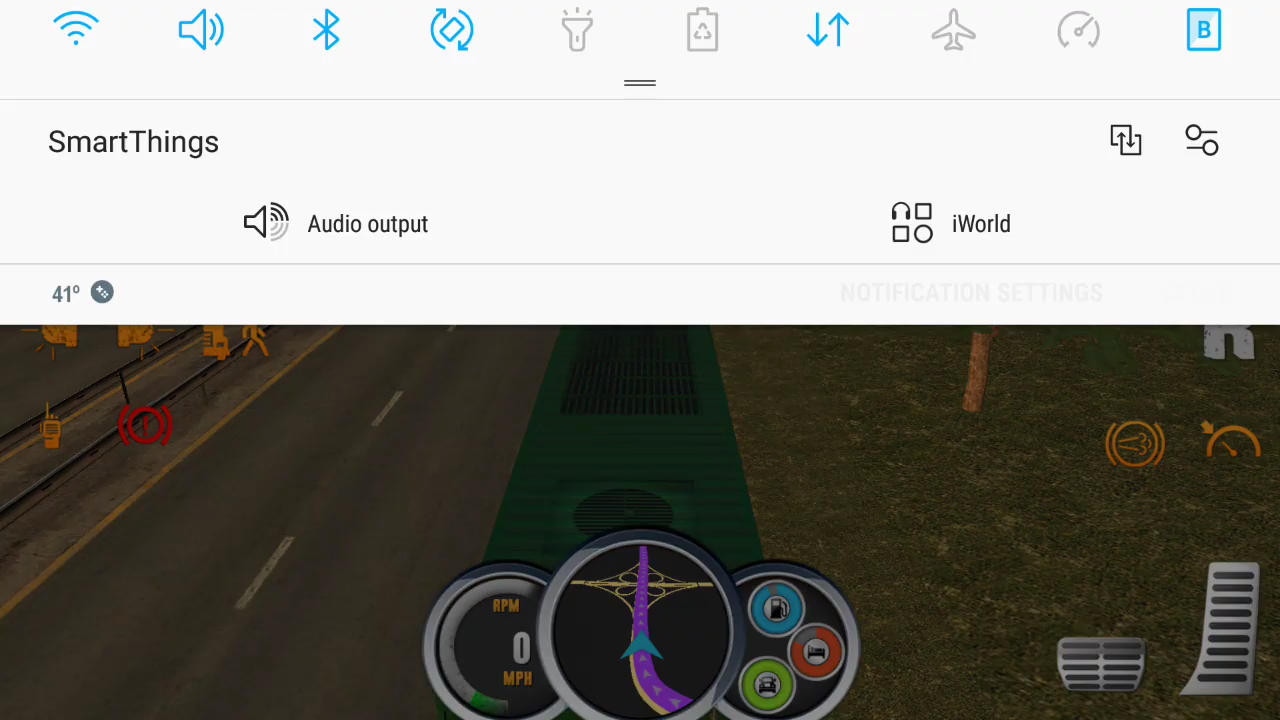 B
SmartThings
Audio output
iWorld
41°
NOTIFICATION SETTINGS
R
RPM
0
MPH